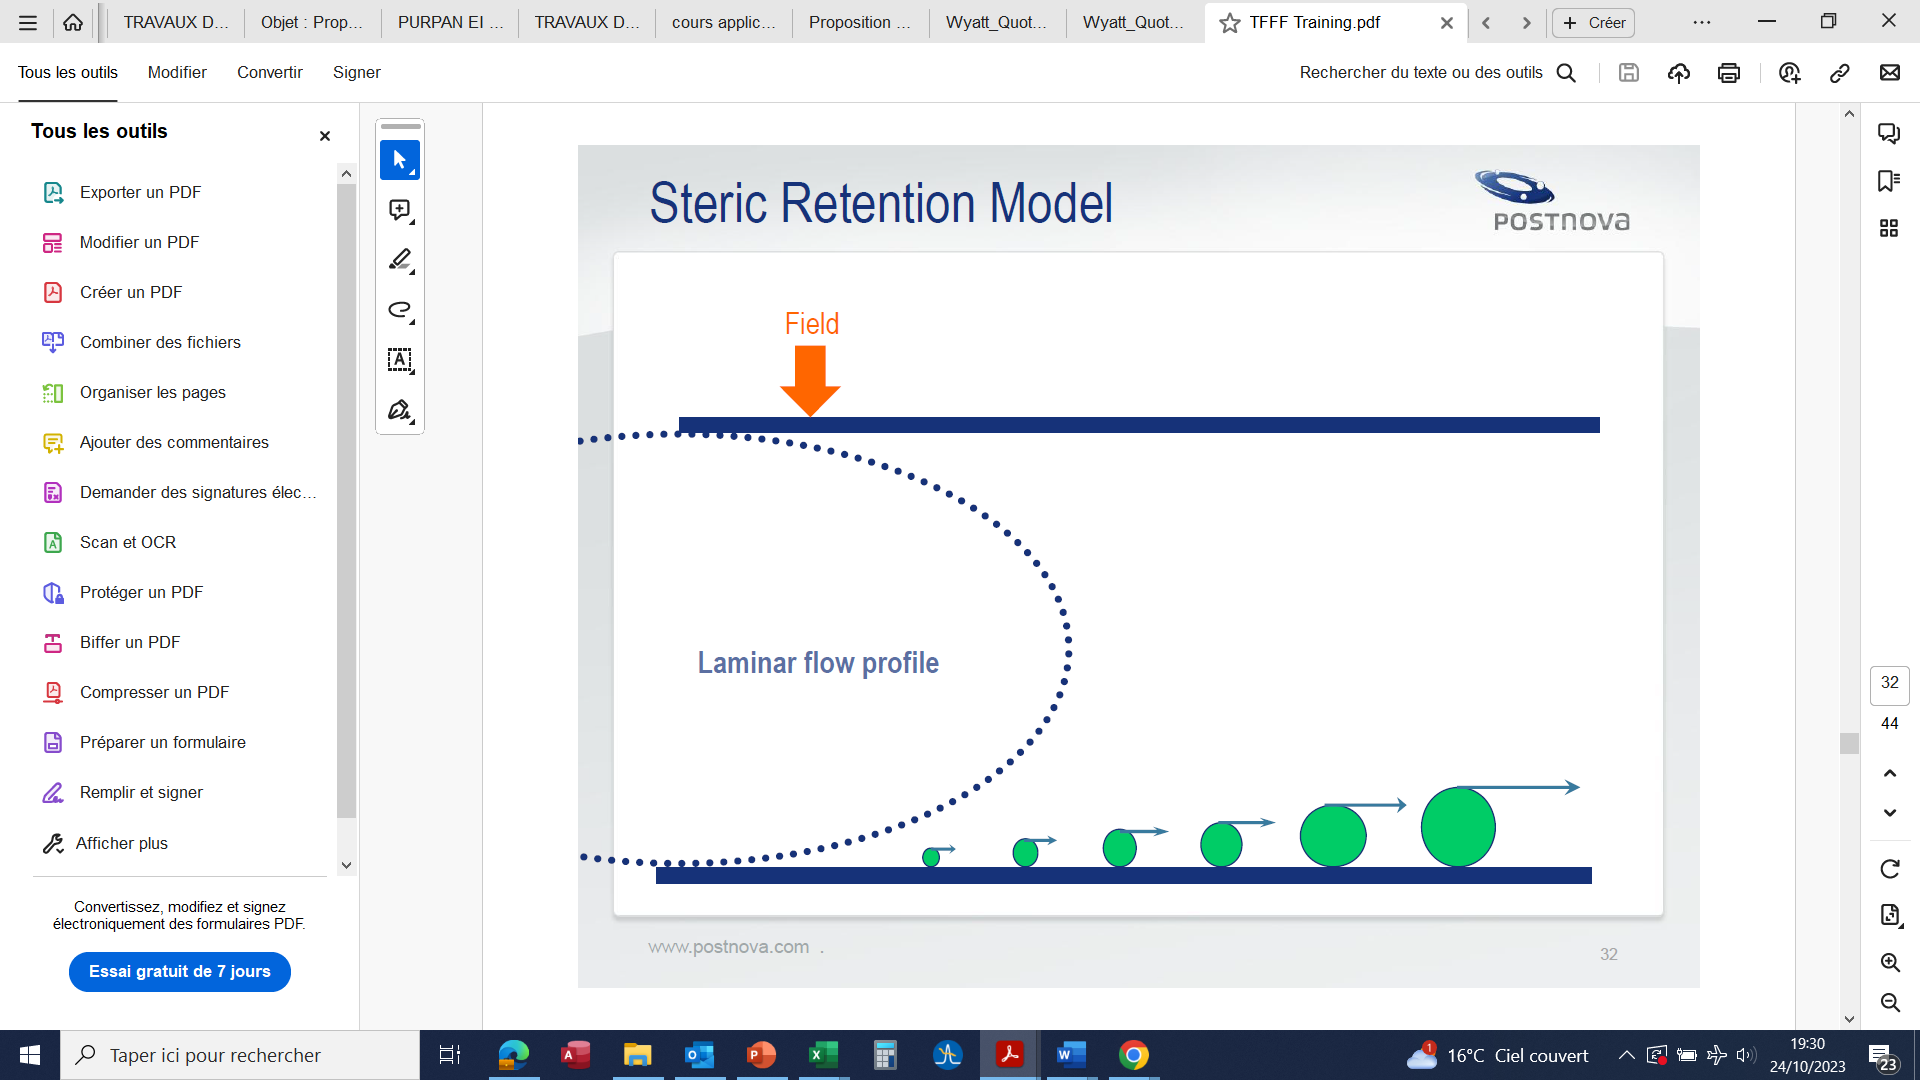 TRAVAUX D...
Objet : Prop...
PURPAN EI ...
TRAVAUX D...
cours applic...
Proposition ...
Wyatt_Quot...
Wyatt_Quot...
TFFF Training.pdf
Créer
Tous les outils
Modifier
Convertir
Signer
Rechercher du texte ou des outils
Tous les outils
Exporter un PDF
Modifier un PDF
Créer un PDF
Combiner des fichiers
Organiser les pages
Ajouter des commentaires
Demander des signatures élec...
Scan et OCR
Protéger un PDF
Biffer un PDF
Compresser un PDF
Préparer un formulaire
Remplir et signer
Afficher plus
Convertissez, modifiez et signez
électroniquement des formulaires PDF.
Essai gratuit de 7 jours
Steric Retention Model
POSTNOVA
Field
Laminar flow profile
www.postnova.com .
32
32
44
Taper ici pour rechercher
1
16°C Ciel couvert
19:30
24/10/2023
23